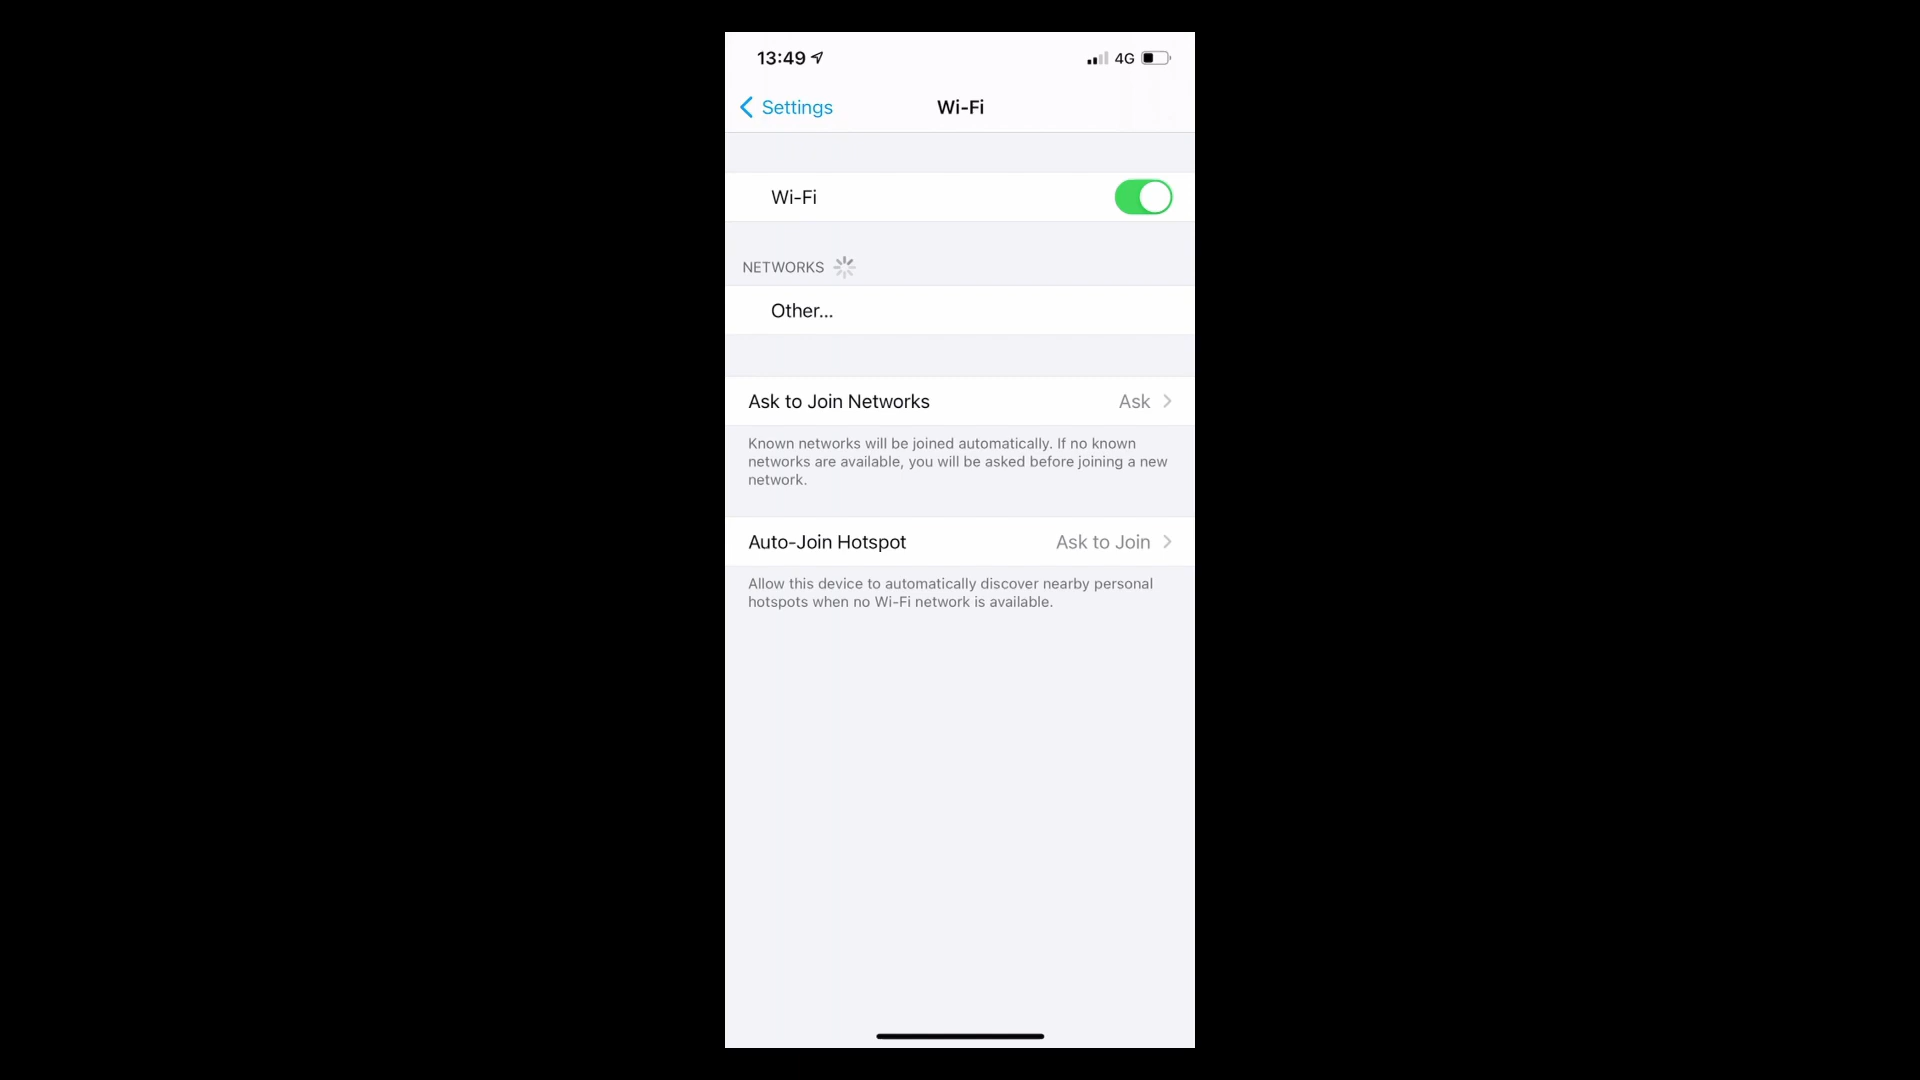 13:49 4G
Settings Wi-Fi
Wi-Fi
NETWORKS
Other...
Ask to Join Networks Ask
Known networks will be joined automatically. If no known
networks are available, you will be asked before joining a new
network.
Auto-Join Hotspot Ask to Join
Allow this device to automatically discover nearby personal
hotspots when no Wi-Fi network is available.